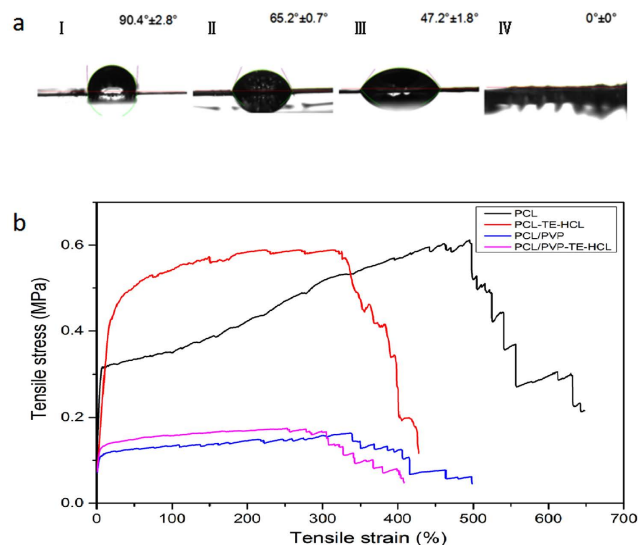 a
I 90.4°±2.8° II 65.2°±0.7° III 47.2°±1.8° IV 0°±0°
b
PCL
PCL-TE-HCL
PCL/PVP
PCL/PVP-TE-HCL
Tensile stress (MPa)
0.6
0.4
0.2
0.0
0 100 200 300 400 500 600 700
Tensile strain (%)